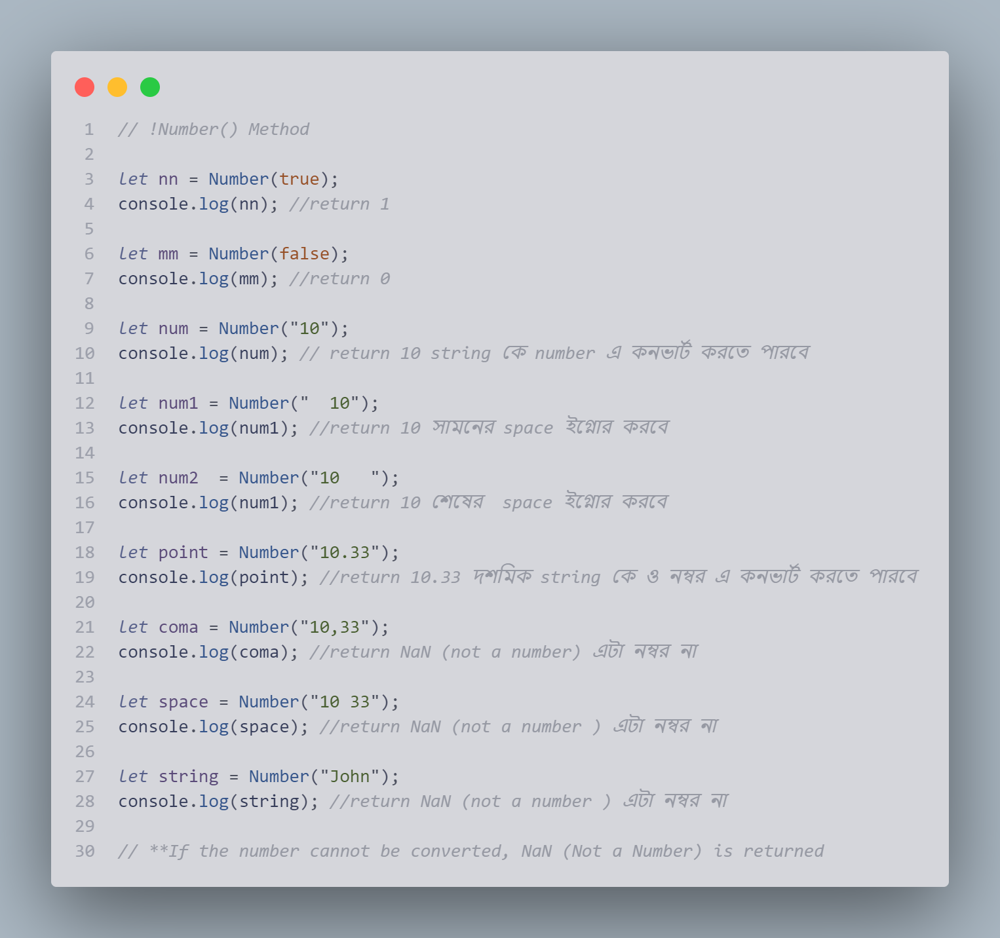 1 // !Number() Method
2
3 let nn = Number(true);
4 console.log(nn); //return 1
5
6 let mm = Number(false);
7 console.log(mm); //return 0
8
9 let num = Number("10");
10 console.log(num); // return 10 string কে number এ কনভার্ট করতে পারবে
11
12 let num1 = Number("  10");
13 console.log(num1); //return 10 সামনের space ইগ্নোর করবে
14
15 let num2  = Number("10   ");
16 console.log(num1); //return 10 শেষের  space ইগ্নোর করবে
17
18 let point = Number("10.33");
19 console.log(point); //return 10.33 দশমিক string কে ও নম্বর এ কনভার্ট করতে পারবে
20
21 let coma = Number("10,33");
22 console.log(coma); //return NaN (not a number) এটা নম্বর না
23
24 let space = Number("10 33");
25 console.log(space); //return NaN (not a number ) এটা নম্বর না
26
27 let string = Number("John");
28 console.log(string); //return NaN (not a number ) এটা নম্বর না
29
30 // **If the number cannot be converted, NaN (Not a Number) is returned